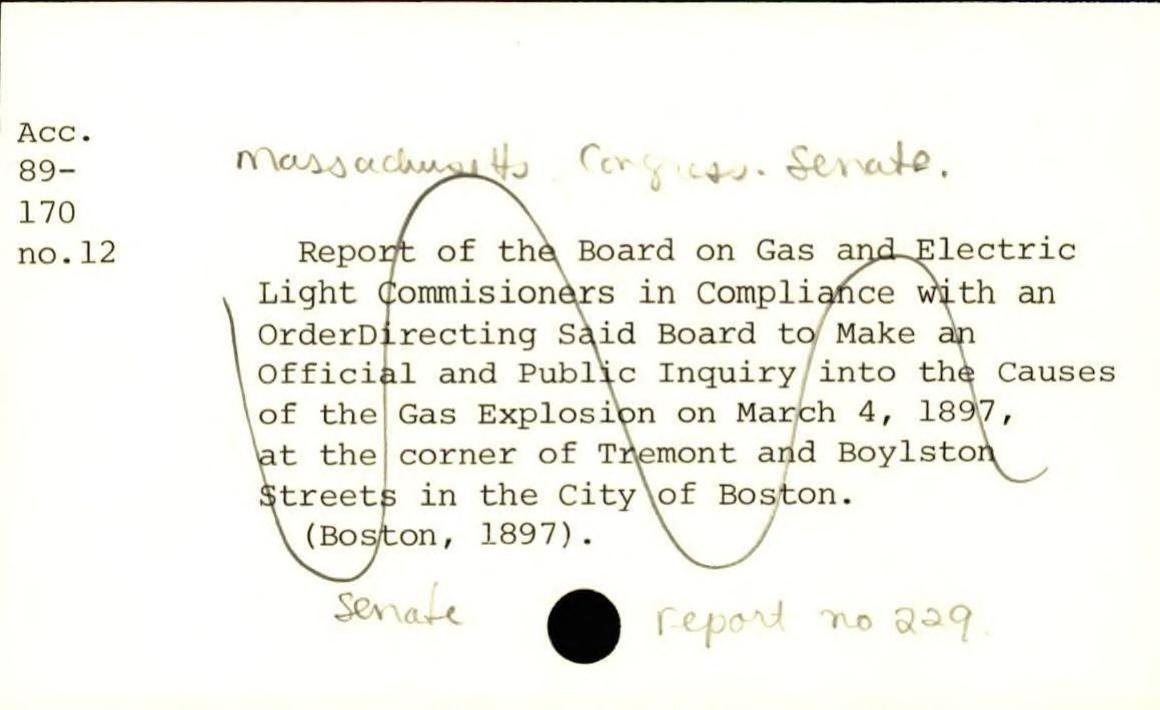 Acc.
89-
170
no.12
Massachusetts. Congress. Senate.
Report of the Board on Gas and Electric
Light Commisioners in Compliance with an
OrderDirecting Said Board to Make an
Official and Public Inquiry into the Causes
of the Gas Explosion on March 4, 1897,
at the corner of Tremont and Boylston
Streets in the City of Boston.
(Boston, 1897).
Senate report no 229.